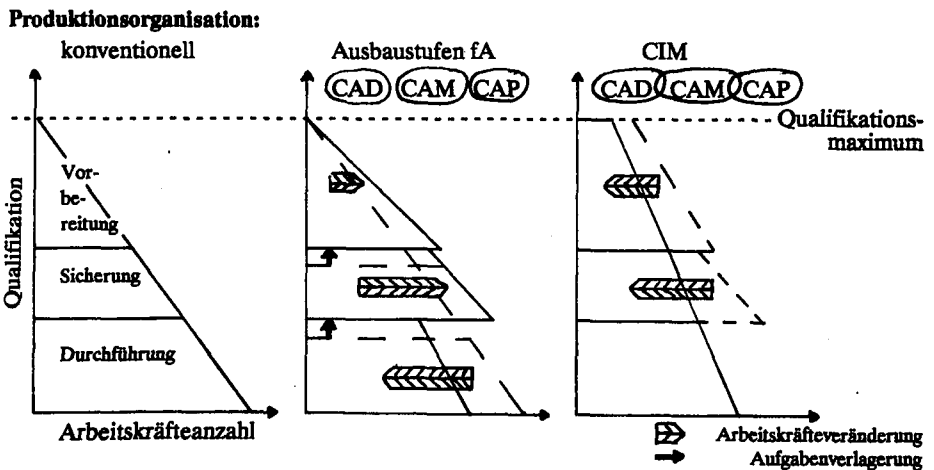 Produktionsorganisation:
konventionell
Ausbaustufen fA
CIM
CAD CAM CAP
CAD CAM CAP
Qualifikations-
maximum
Qualifikation
Vor-
be-
reitung
Sicherung
Durchführung
Arbeitskräfteanzahl
Arbeitskräfteveränderung
Aufgabenverlagerung